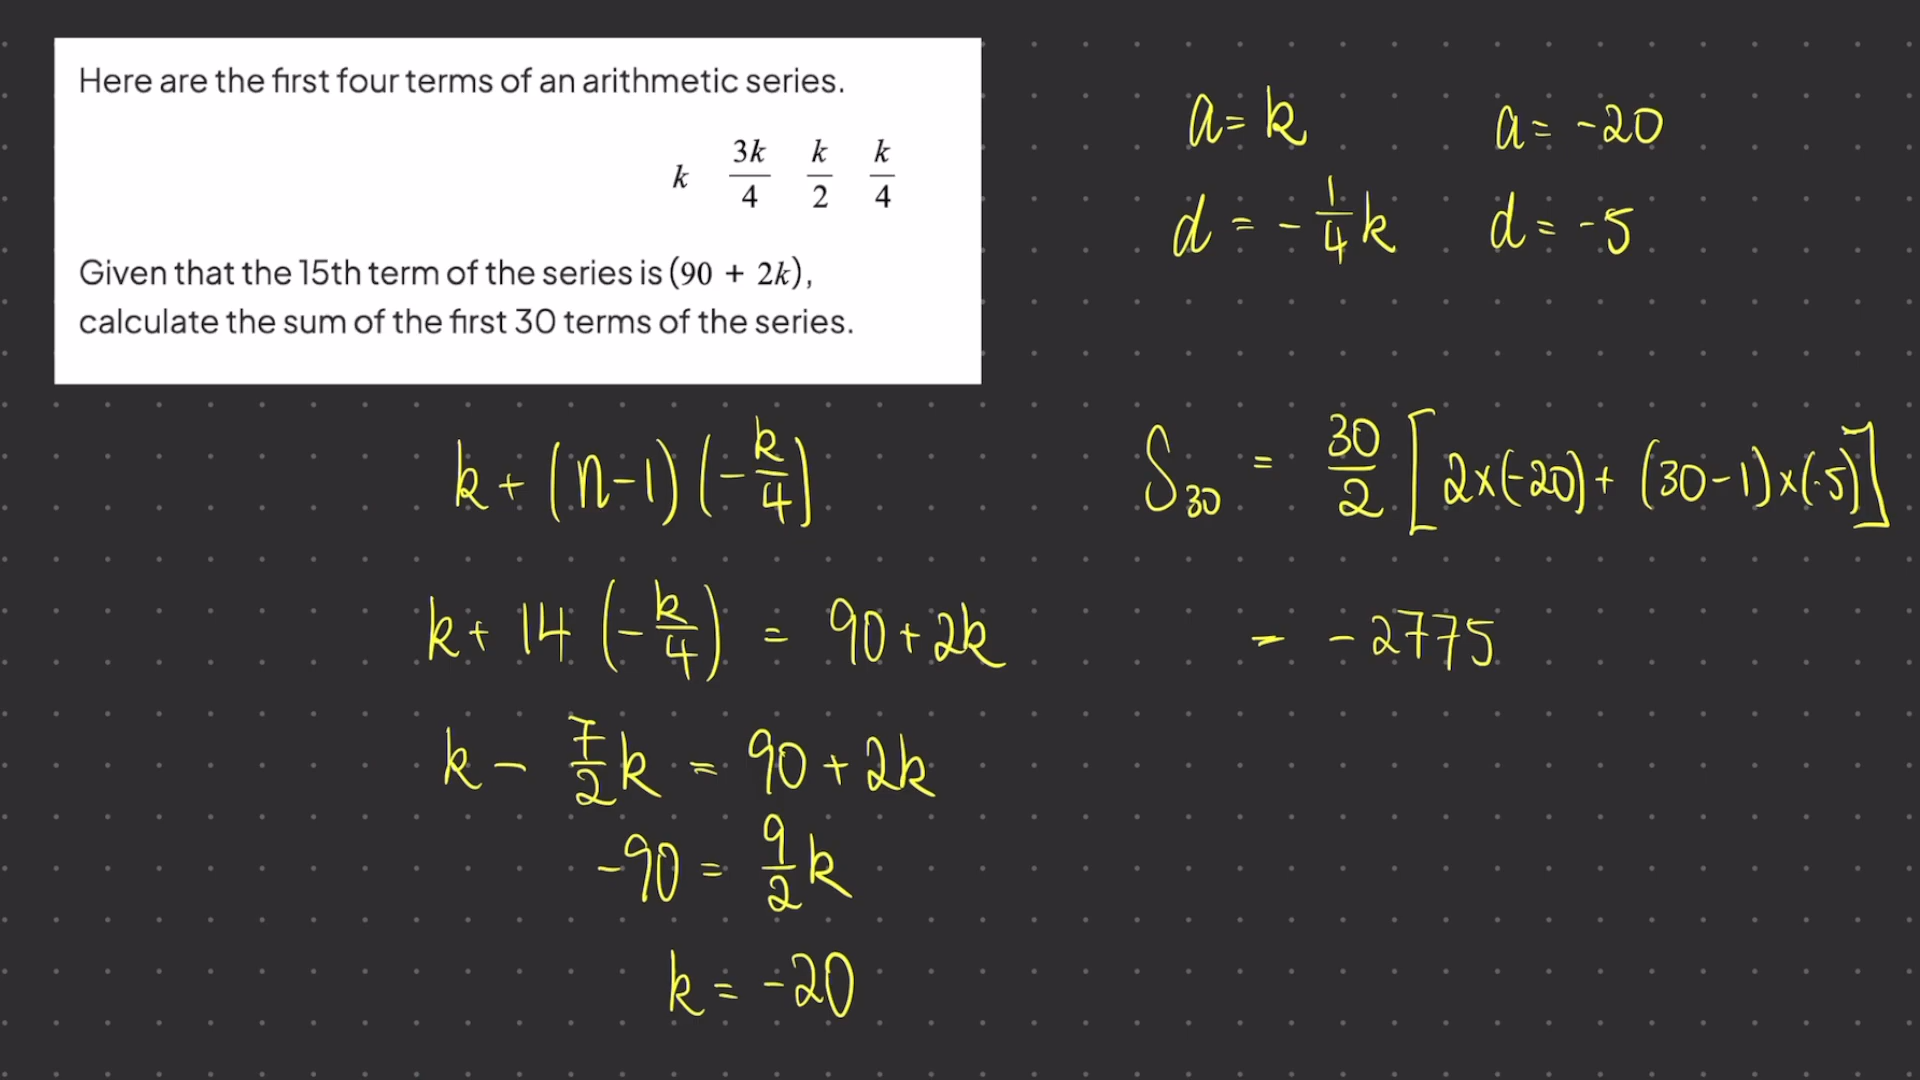 Here are the first four terms of an arithmetic series.
k 3k/4 k/2 k/4
Given that the 15th term of the series is (90 + 2k),
calculate the sum of the first 30 terms of the series.
k + (n-1)(-k/4)
k + 14(-k/4) = 90 + 2k
k - 7/2 k = 90 + 2k
-90 = 9/2 k
k = -20
a = k a = -20
d = -1/4 k d = -5
S30 = 30/2 [2×(-20) + (30-1)×(-5)]
= -2775